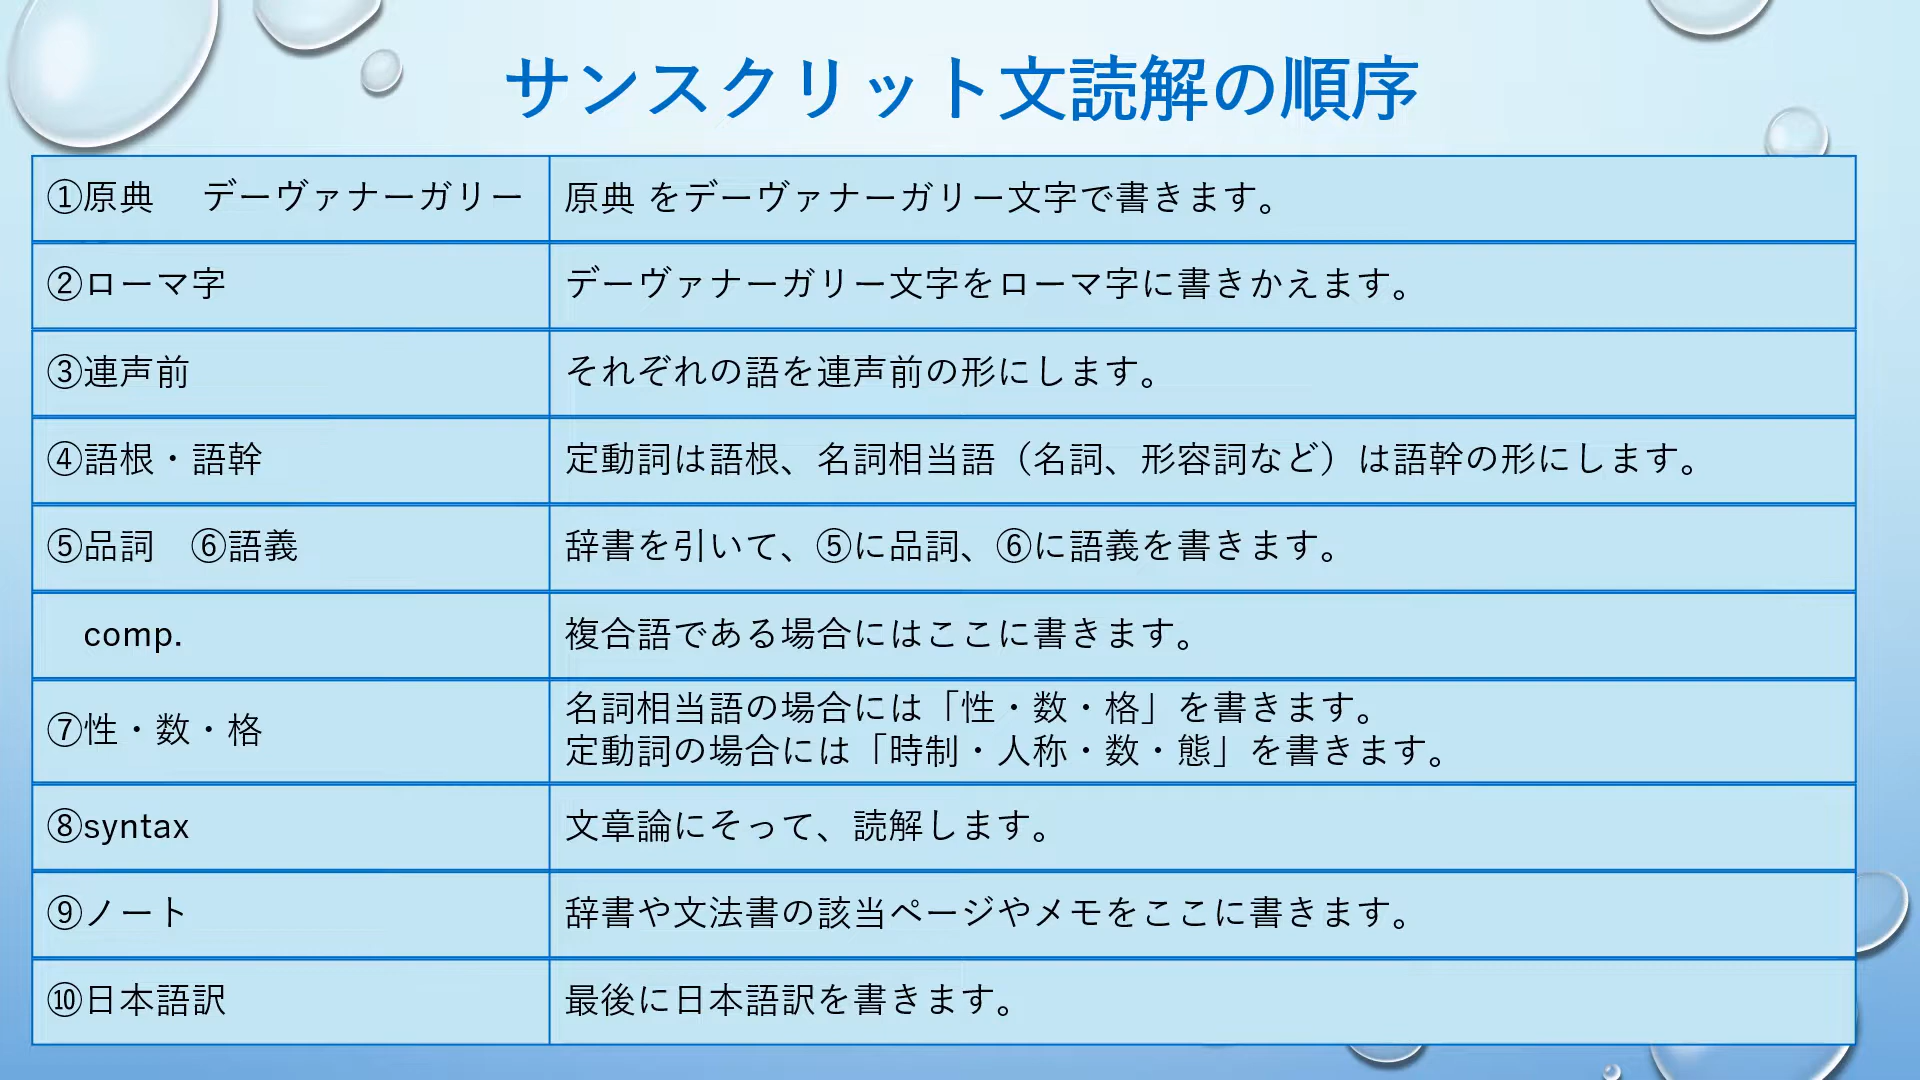 サンスクリット文読解の順序
①原典　デーヴァナーガリー
原典 をデーヴァナーガリー文字で書きます。
②ローマ字
デーヴァナーガリー文字をローマ字に書きかえます。
③連声前
それぞれの語を連声前の形にします。
④語根・語幹
定動詞は語根、名詞相当語（名詞、形容詞など）は語幹の形にします。
⑤品詞　⑥語義
辞書を引いて、⑤に品詞、⑥に語義を書きます。
comp.
複合語である場合にはここに書きます。
⑦性・数・格
名詞相当語の場合には「性・数・格」を書きます。
定動詞の場合には「時制・人称・数・態」を書きます。
⑧syntax
文章論にそって、読解します。
⑨ノート
辞書や文法書の該当ページやメモをここに書きます。
⑩日本語訳
最後に日本語訳を書きます。